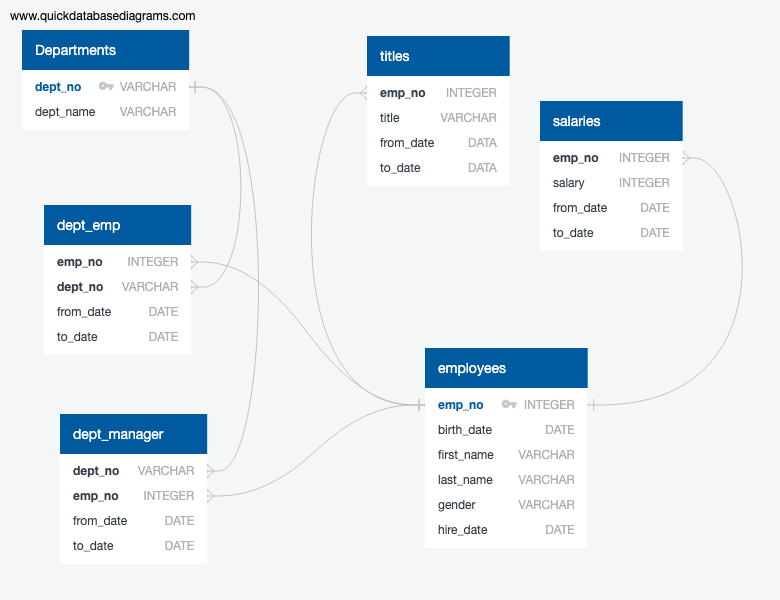 www.quickdatabasediagrams.com
Departments
dept_no VARCHAR
dept_name VARCHAR
titles
emp_no INTEGER
title VARCHAR
from_date DATA
to_date DATA
salaries
emp_no INTEGER
salary INTEGER
from_date DATE
to_date DATE
dept_emp
emp_no INTEGER
dept_no VARCHAR
from_date DATE
to_date DATE
employees
emp_no INTEGER
birth_date DATE
first_name VARCHAR
last_name VARCHAR
gender VARCHAR
hire_date DATE
dept_manager
dept_no VARCHAR
emp_no INTEGER
from_date DATE
to_date DATE